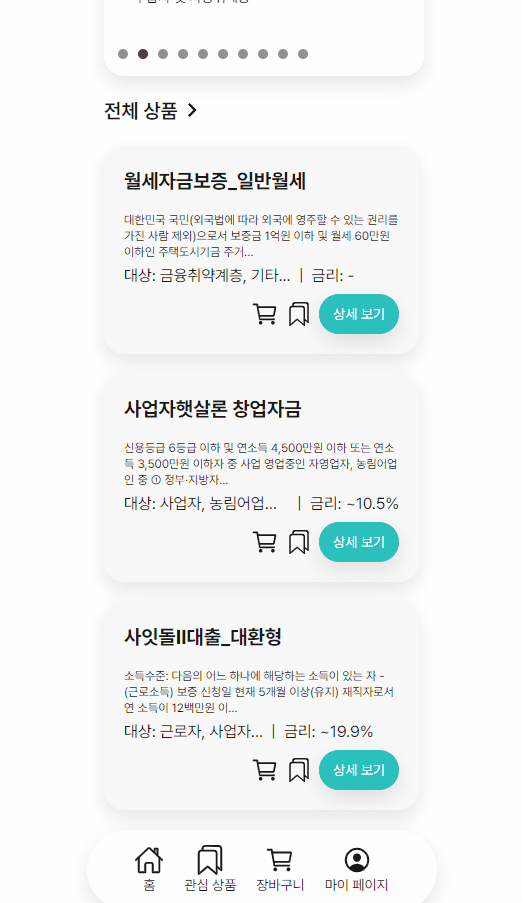 전체 상품
월세자금보증_일반월세
대한민국 국민(외국법에 따라 외국에 영주할 수 있는 권리를
가진 사람 제외)으로서 보증금 1억원 이하 및 월세 60만원
이하인 주택도시기금 주거...
대상: 금융취약계층, 기타... | 금리: -
상세 보기
사업자햇살론 창업자금
신용등급 6등급 이하 및 연소득 4,500만원 이하 또는 연소
득 3,500만원 이하자 중 사업 영업중인 자영업자, 농림어업
인 중 ① 정부·지방자...
대상: 사업자, 농림어업... | 금리: ~10.5%
상세 보기
사잇돌II대출_대환형
소득수준: 다음의 어느 하나에 해당하는 소득이 있는 자 -
(근로소득) 보증 신청일 현재 5개월 이상(유지) 재직자로서
연 소득이 12백만원 이...
대상: 근로자, 사업자... | 금리: ~19.9%
상세 보기
홈 관심 상품 장바구니 마이 페이지